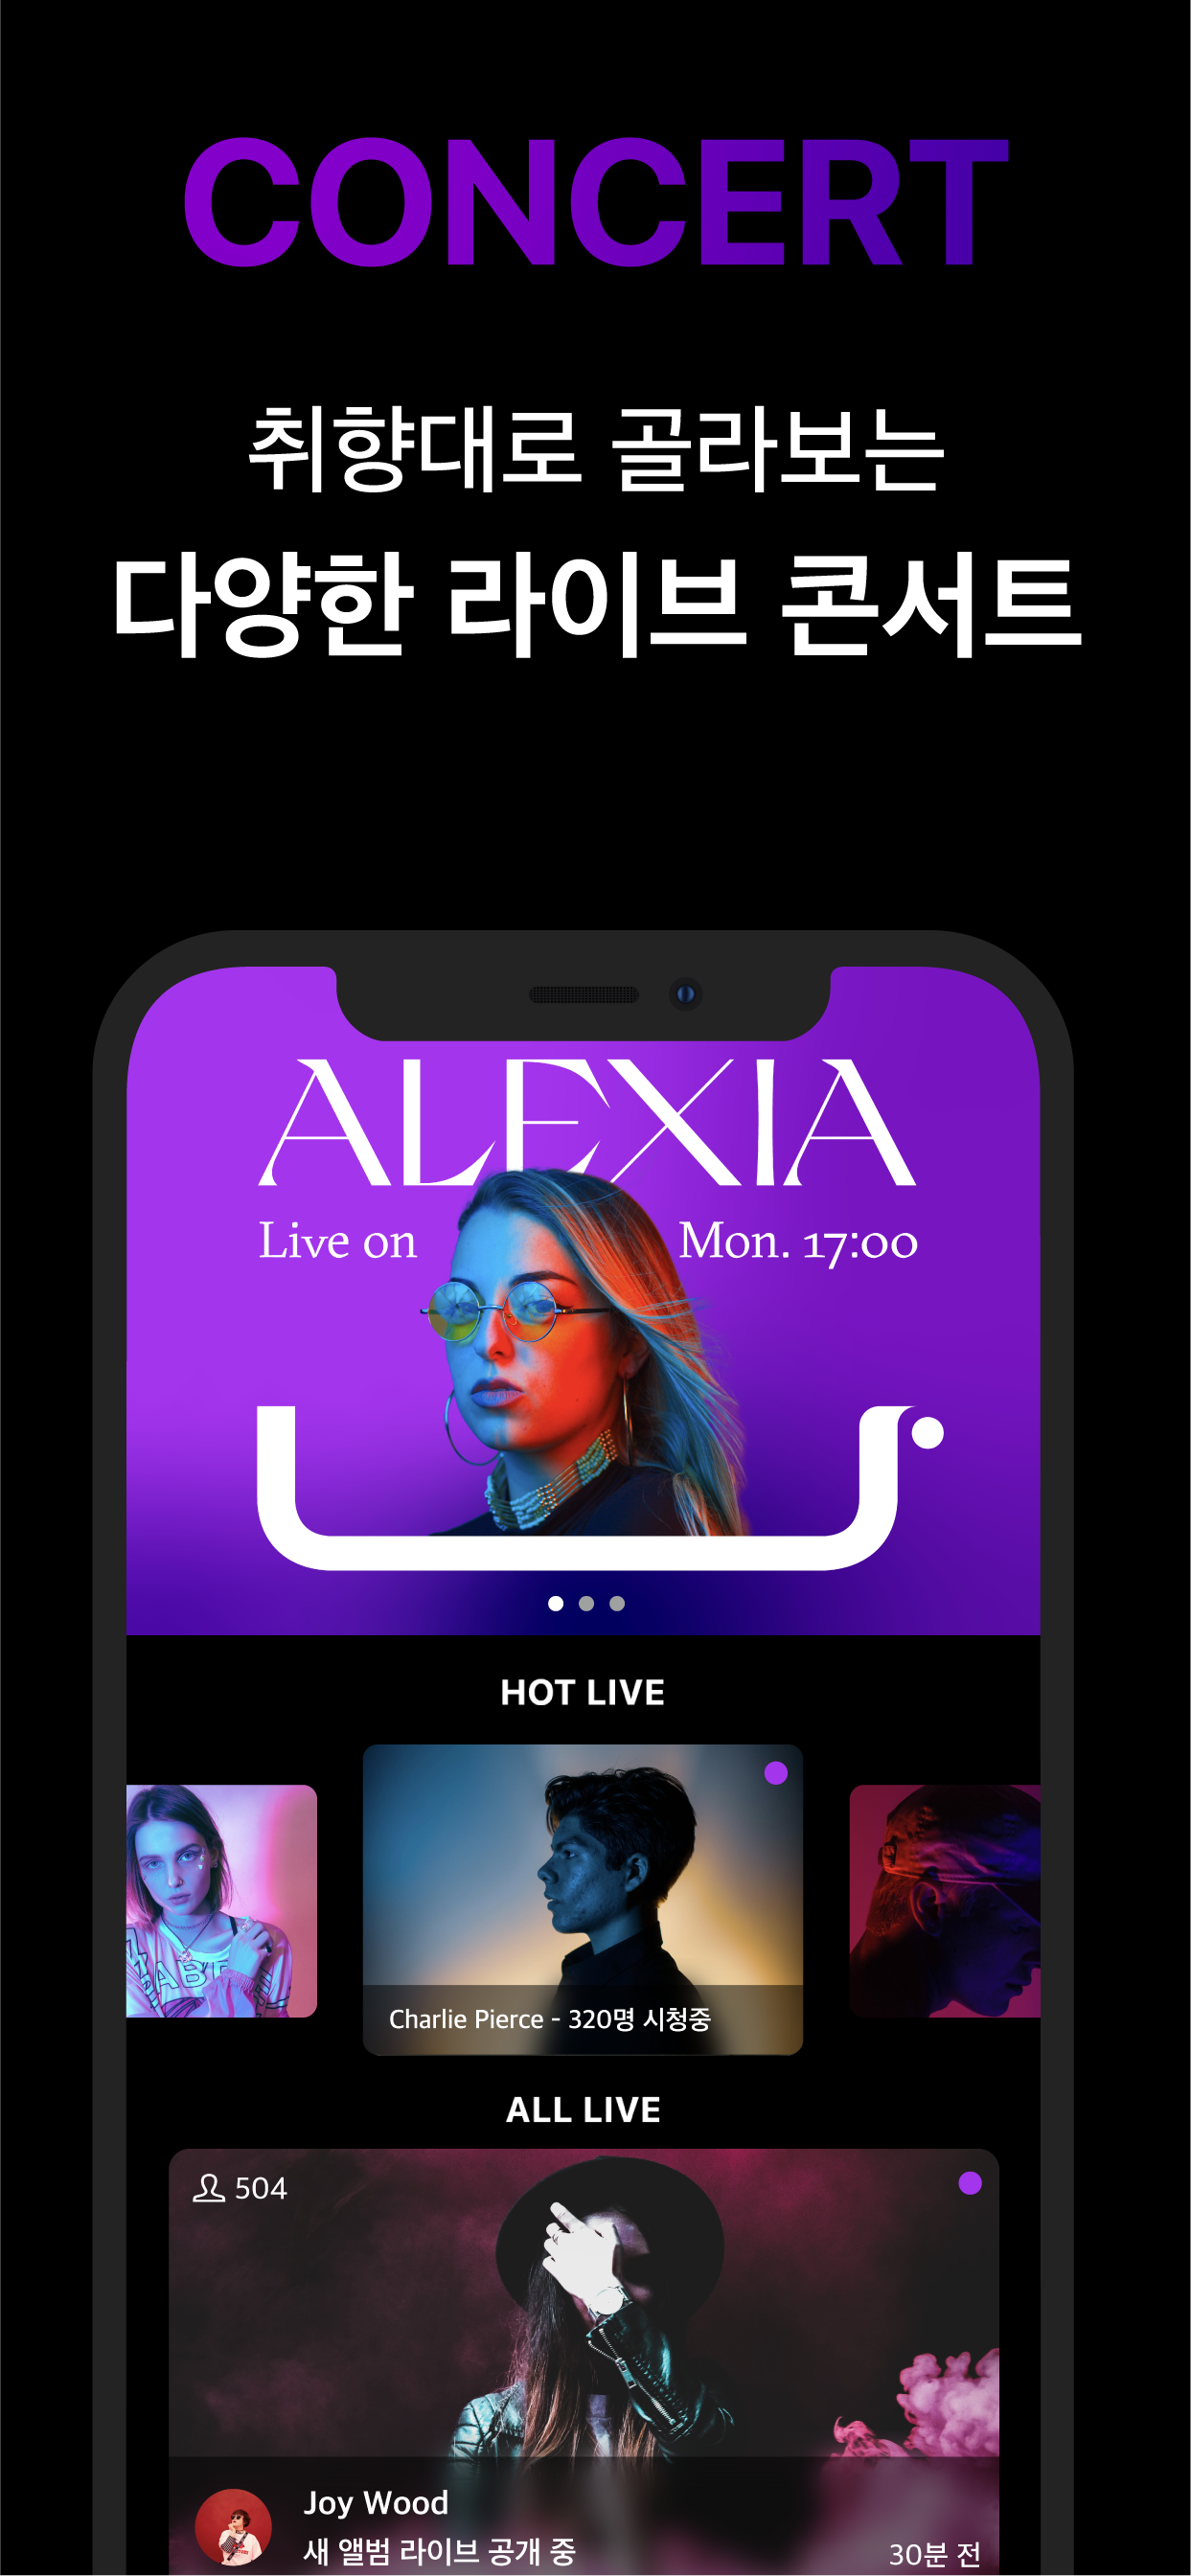 CONCERT
취향대로 골라보는
다양한 라이브 콘서트
ALEXIA
Live on Mon. 17:00
HOT LIVE
Charlie Pierce - 320명 시청중
ALL LIVE
504
Joy Wood
새 앨범 라이브 공개 중
30분 전